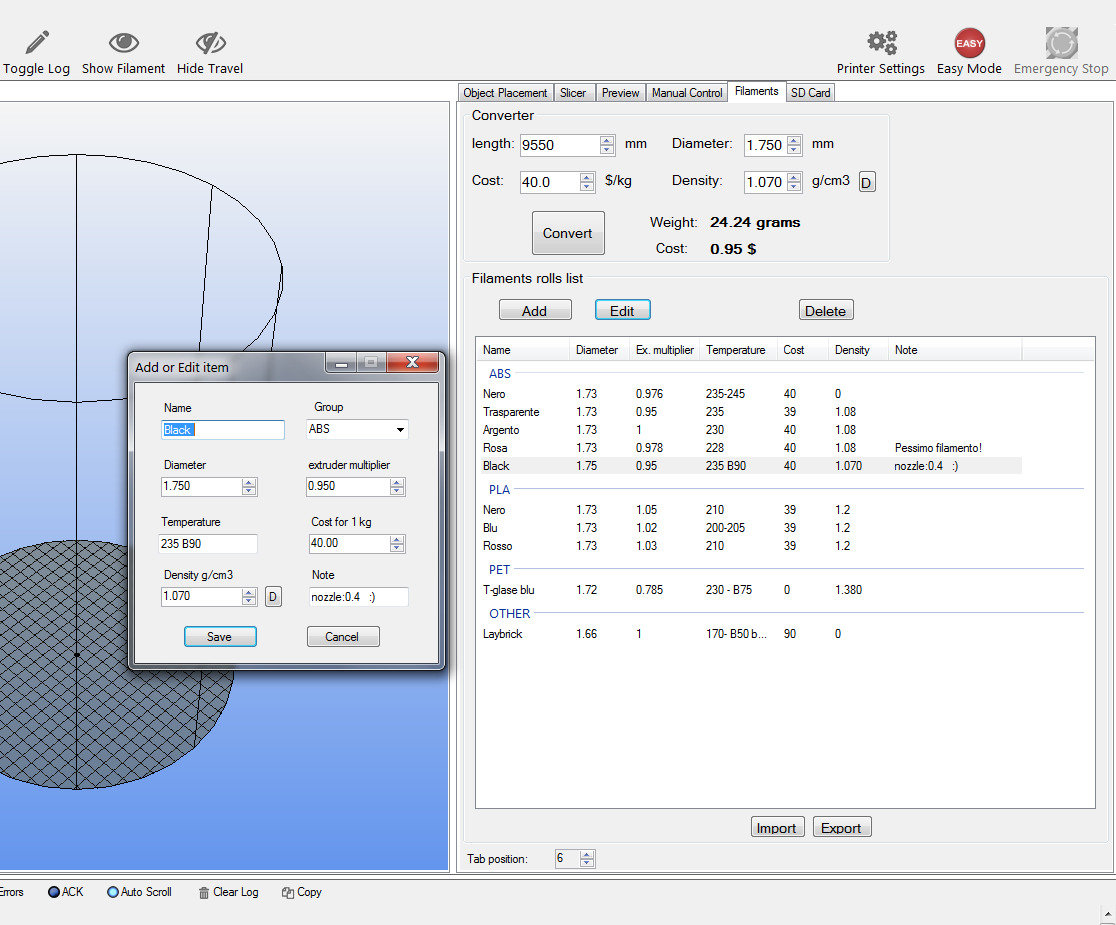 Toggle Log Show Filament Hide Travel Printer Settings EASY Easy Mode Emergency Stop
Object Placement Slicer Preview Manual Control Filaments SD Card
Converter
length: 9550 mm Diameter: 1.750 mm
Cost: 40.0 $/kg Density: 1.070 g/cm3 D
Convert Weight: 24.24 grams
Cost: 0.95 $
Filaments rolls list
Add Edit Delete
Name Diameter Ex. multiplier Temperature Cost Density Note
ABS
Nero 1.73 0.976 235-245 40 0
Trasparente 1.73 0.95 235 39 1.08
Argento 1.73 1 230 40 1.08
Rosa 1.73 0.978 228 40 1.08 Pessimo filamento!
Black 1.75 0.95 235 B90 40 1.070 nozzle:0.4 :)
PLA
Nero 1.73 1.05 210 39 1.2
Blu 1.73 1.02 200-205 39 1.2
Rosso 1.73 1.03 210 39 1.2
PET
T-glase blu 1.72 0.785 230 - B75 0 1.380
OTHER
Laybrick 1.66 1 170- B50 b... 90 0
Import Export
Tab position: 6
Add or Edit item
Name Group
Black ABS
Diameter extruder multiplier
1.750 0.950
Temperature Cost for 1 kg
235 B90 40.00
Density g/cm3 Note
1.070 D nozzle:0.4 :)
Save Cancel
Errors ACK Auto Scroll Clear Log Copy